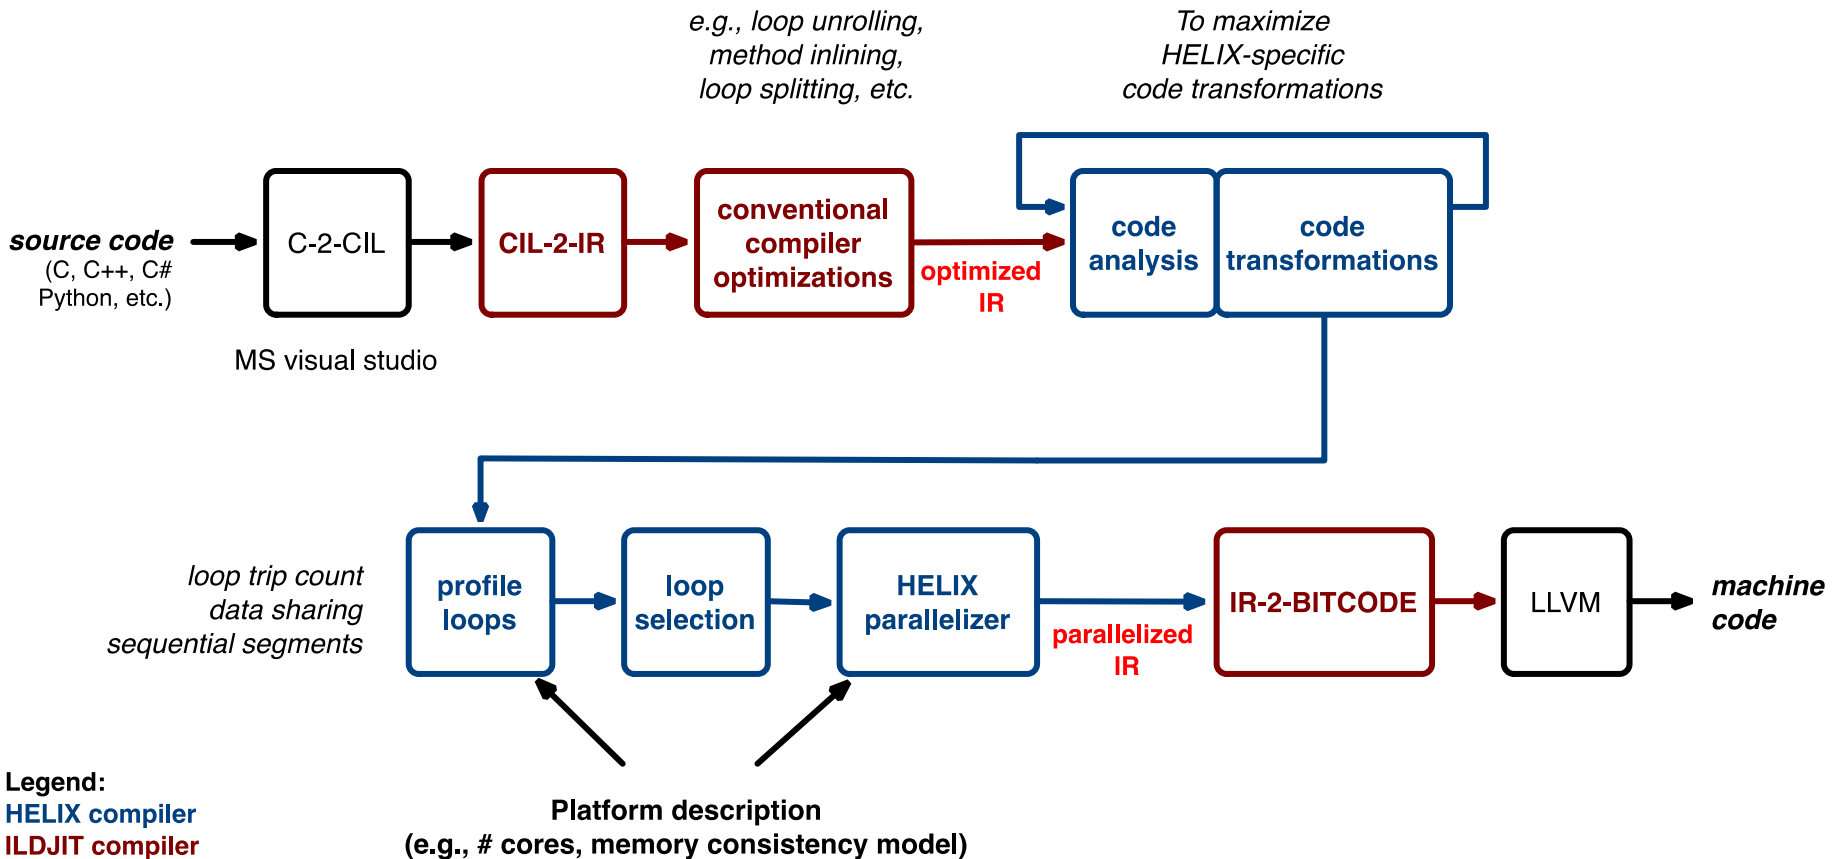 e.g., loop unrolling,
method inlining,
loop splitting, etc.
To maximize
HELIX-specific
code transformations
source code
(C, C++, C#
Python, etc.)
C-2-CIL
MS visual studio
CIL-2-IR
conventional
compiler
optimizations
optimized
IR
code
analysis
code
transformations
loop trip count
data sharing
sequential segments
profile
loops
loop
selection
HELIX
parallelizer
parallelized
IR
IR-2-BITCODE
LLVM
machine
code
Platform description
(e.g., # cores, memory consistency model)
Legend:
HELIX compiler
ILDJIT compiler